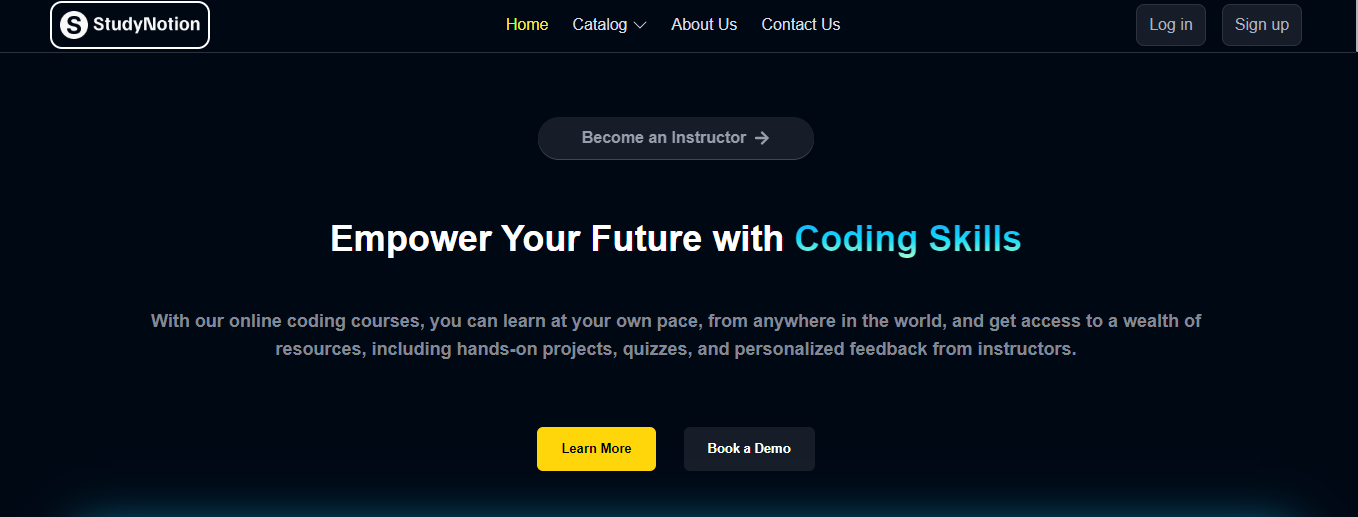 S StudyNotion
Home Catalog About Us Contact Us
Log in Sign up
Become an Instructor
Empower Your Future with Coding Skills
With our online coding courses, you can learn at your own pace, from anywhere in the world, and get access to a wealth of
resources, including hands-on projects, quizzes, and personalized feedback from instructors.
Learn More Book a Demo